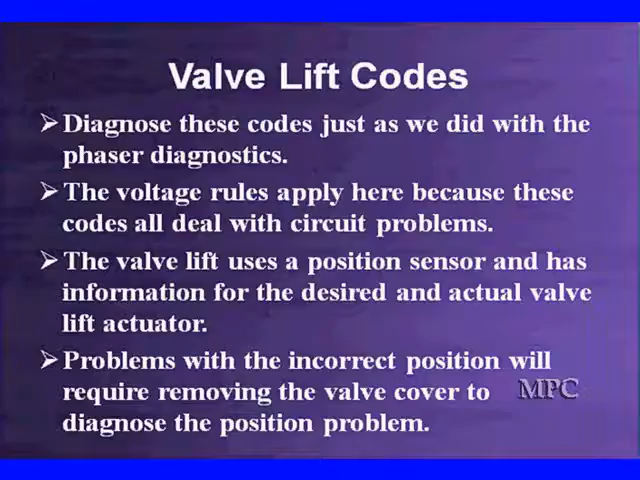 Valve Lift Codes
➢Diagnose these codes just as we did with the
phaser diagnostics.
➢The voltage rules apply here because these
codes all deal with circuit problems.
➢The valve lift uses a position sensor and has
information for the desired and actual valve
lift actuator.
➢Problems with the incorrect position will
require removing the valve cover to
diagnose the position problem.
MPC